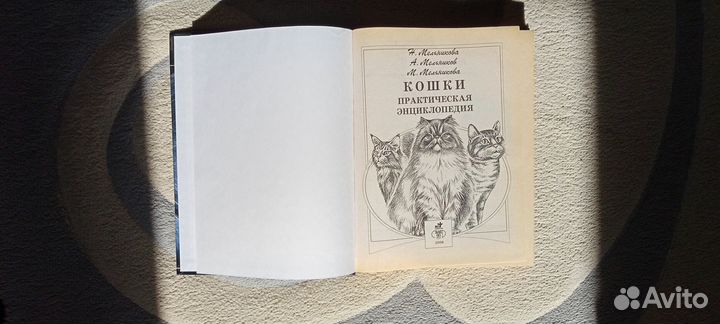 Н. Мельникова
А. Мельников
М. Мельникова
КОШКИ
ПРАКТИЧЕСКАЯ
ЭНЦИКЛОПЕДИЯ
Avito